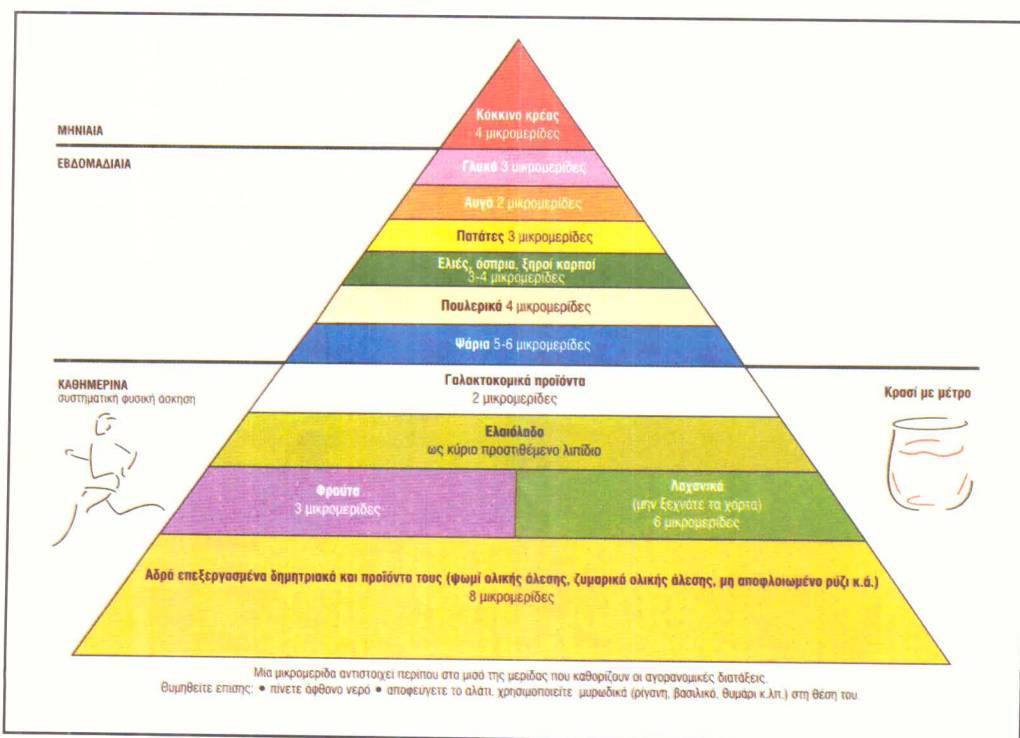 Κόκκινο κρέας
4 μικρομερίδες
ΜΗΝΙΑΙΑ
ΕΒΔΟΜΑΔΙΑΙΑ
Γλυκά 3 μικρομερίδες
Αυγά 2 μικρομερίδες
Πατάτες 3 μικρομερίδες
Ελιές, όσπρια, ξηροί καρποί
3-4 μικρομερίδες
Πουλερικά 4 μικρομερίδες
Ψάρια 5-6 μικρομερίδες
ΚΑΘΗΜΕΡΙΝΑ
συστηματική φυσική άσκηση
Γαλακτοκομικά προϊόντα
2 μικρομερίδες
Κρασί με μέτρο
Ελαιόλαδο
ως κύριο προστιθέμενο λιπίδιο
Φρούτα
3 μικρομερίδες
Λαχανικά
(μην ξεχνάτε τα χόρτα)
6 μικρομερίδες
Αδρά επεξεργασμένα δημητριακά και προϊόντα τους (ψωμί ολικής άλεσης, ζυμαρικά ολικής άλεσης, μη αποφλοιωμένο ρύζι κ.ά.)
8 μικρομερίδες
Μία μικρομερίδα αντιστοιχεί περίπου στο μισό της μερίδας που καθορίζουν οι αγορανομικές διατάξεις.
Θυμηθείτε επίσης: • πίνετε άφθονο νερό • αποφεύγετε το αλάτι, χρησιμοποιείτε μυρωδικά (ρίγανη, βασιλικό, θυμάρι κ.λπ.) στη θέση του